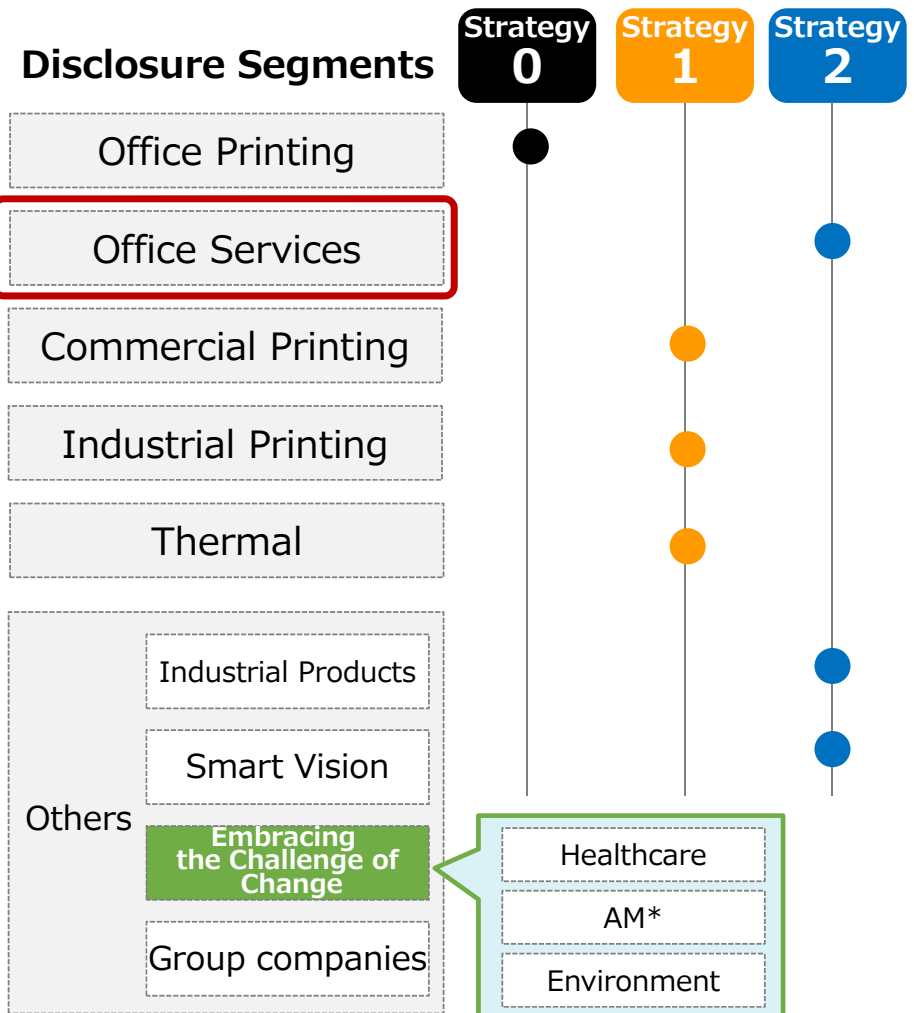 Disclosure Segments
Strategy
0
Strategy
1
Strategy
2
Office Printing
Office Services
Commercial Printing
Industrial Printing
Thermal
Others
Industrial Products
Smart Vision
Embracing
the Challenge of
Change
Group companies
Healthcare
AM*
Environment